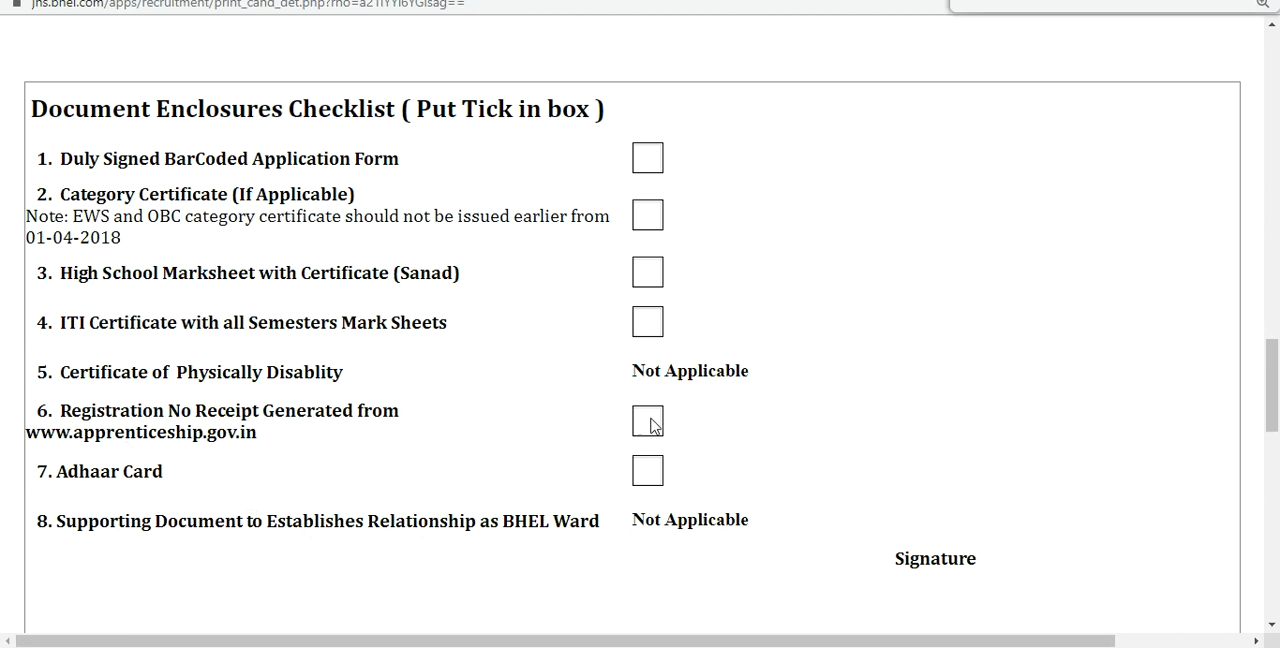 Document Enclosures Checklist ( Put Tick in box )
1. Duly Signed BarCoded Application Form
2. Category Certificate (If Applicable)
Note: EWS and OBC category certificate should not be issued earlier from
01-04-2018
3. High School Marksheet with Certificate (Sanad)
4. ITI Certificate with all Semesters Mark Sheets
5. Certificate of Physically Disablity Not Applicable
6. Registration No Receipt Generated from
www.apprenticeship.gov.in
7. Adhaar Card
8. Supporting Document to Establishes Relationship as BHEL Ward Not Applicable
Signature